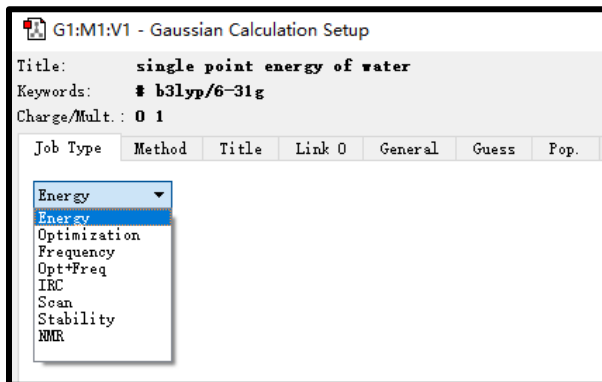 G1:M1:V1 - Gaussian Calculation Setup
Title: single point energy of water
Keywords: # b3lyp/6-31g
Charge/Mult.: 0 1
Job Type Method Title Link 0 General Guess Pop.
Energy
Energy
Optimization
Frequency
Opt+Freq
IRC
Scan
Stability
NMR